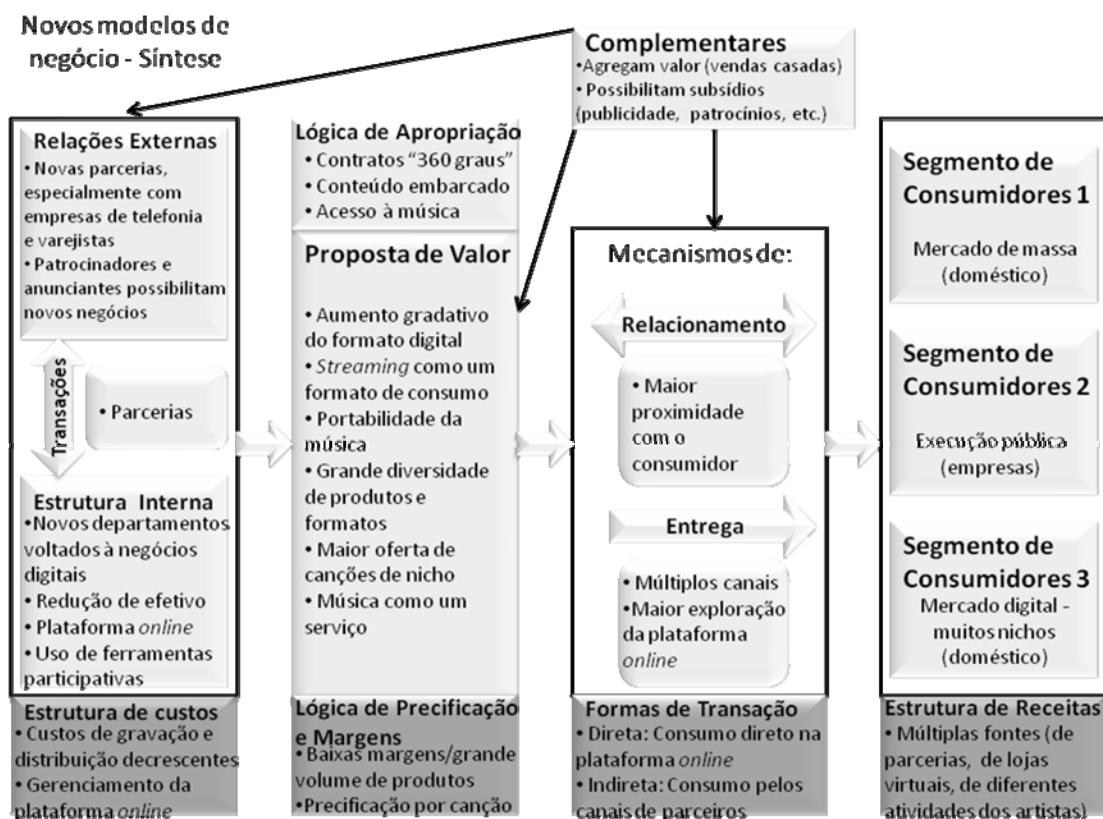 Novos modelos de
negócio - Síntese
Complementares
•Agregam valor (vendas casadas)
• Possibilitam subsídios
(publicidade, patrocínios, etc.)
Relações Externas
• Novas parcerias,
especialmente com
empresas de telefonia
e varejistas
• Patrocinadores e
anunciantes possibilitam
novos negócios
Transações
• Parcerias
Estrutura Interna
•Novos departamentos
voltados à negócios
digitais
• Redução de efetivo
• Plataforma online
• Uso de ferramentas
participativas
Estrutura de custos
• Custos de gravação e
distribuição decrescentes
• Gerenciamento da
plataforma online
Lógica de Apropriação
• Contratos “360 graus”
• Conteúdo embarcado
• Acesso à música
Proposta de Valor
• Aumento gradativo
do formato digital
• Streaming como um
formato de consumo
• Portabilidade da
música
• Grande diversidade
de produtos e
formatos
• Maior oferta de
canções de nicho
• Música como um
serviço
Lógica de Precificação
e Margens
• Baixas margens/grande
volume de produtos
•Precificação por canção
Mecanismos de:
Relacionamento
• Maior
proximidade
com o
consumidor
Entrega
• Múltiplos canais
• Maior exploração
da plataforma
online
Formas de Transação
• Direta: Consumo direto na
plataforma online
• Indireta: Consumo pelos
canais de parceiros
Segmento de
Consumidores 1
Mercado de massa
(doméstico)
Segmento de
Consumidores 2
Execução pública
(empresas)
Segmento de
Consumidores 3
Mercado digital -
muitos nichos
(doméstico)
Estrutura de Receitas
• Múltiplas fontes (de
parcerias, de lojas
virtuais, de diferentes
atividades dos artistas)